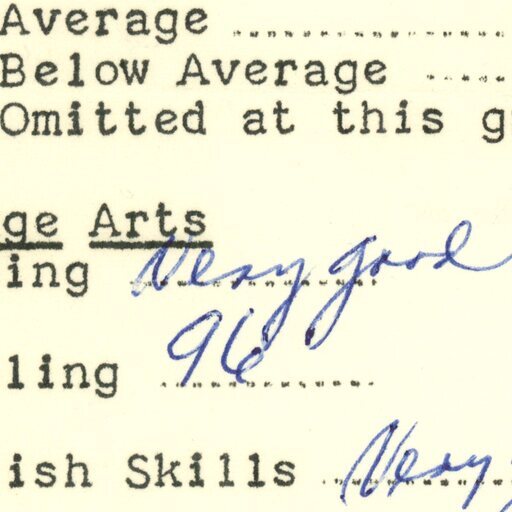 Average
Below Average
Omitted at this g
ge Arts
ing Very good
ling 96
ish Skills Very